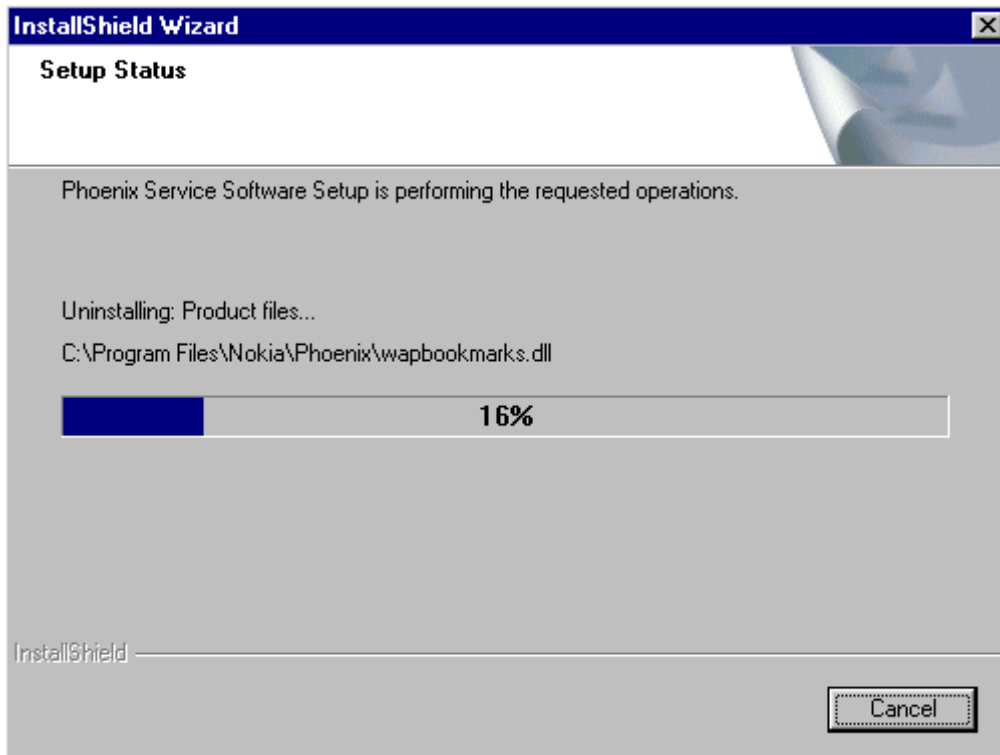 InstallShield Wizard
Setup Status
Phoenix Service Software Setup is performing the requested operations.
Uninstalling: Product files...
C:\Program Files\Nokia\Phoenix\wapbookmarks.dll
16%
InstallShield
Cancel